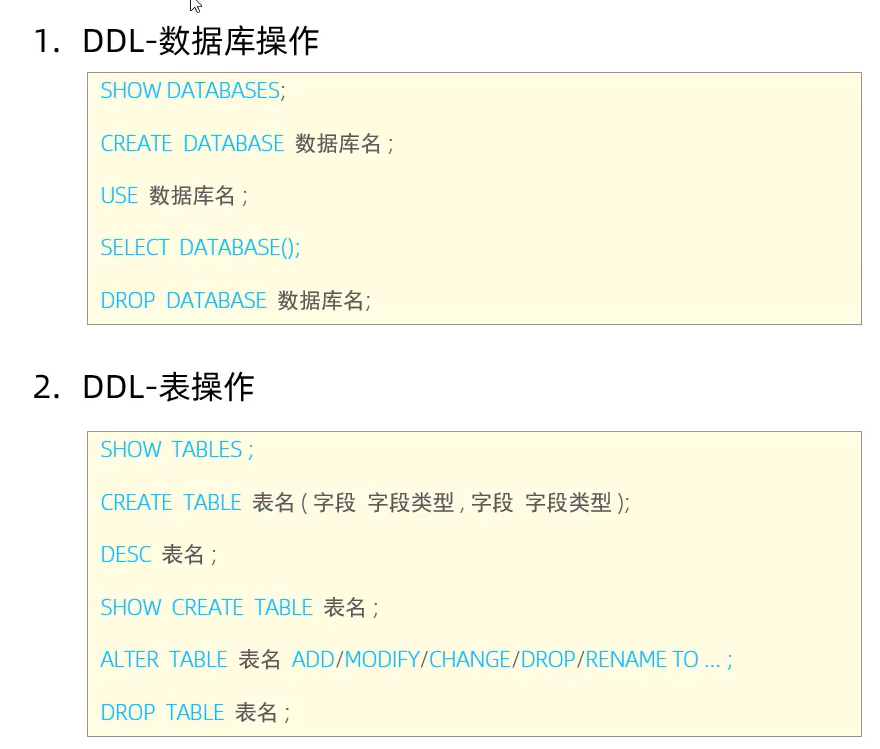 1. DDL-数据库操作
SHOW DATABASES;
CREATE DATABASE 数据库名 ;
USE 数据库名 ;
SELECT DATABASE();
DROP DATABASE 数据库名;
2. DDL-表操作
SHOW TABLES ;
CREATE TABLE 表名 ( 字段 字段类型 , 字段 字段类型 );
DESC 表名 ;
SHOW CREATE TABLE 表名 ;
ALTER TABLE 表名 ADD/MODIFY/CHANGE/DROP/RENAME TO ... ;
DROP TABLE 表名 ;